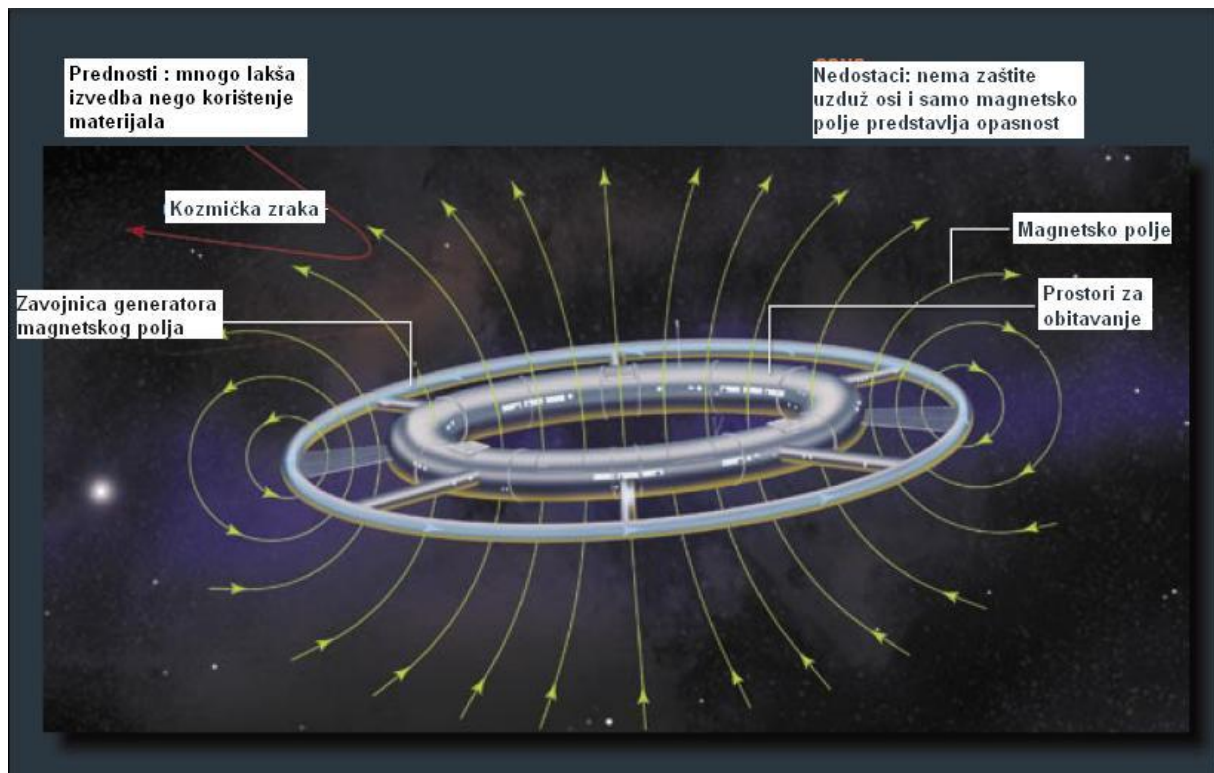 Prednosti : mnogo lakša
izvedba nego korištenje
materijala
Nedostaci: nema zaštite
uzduž osi i samo magnetsko
polje predstavlja opasnost
Kozmička zraka
Magnetsko polje
Zavojnica generatora
magnetskog polja
Prostori za
obitavanje